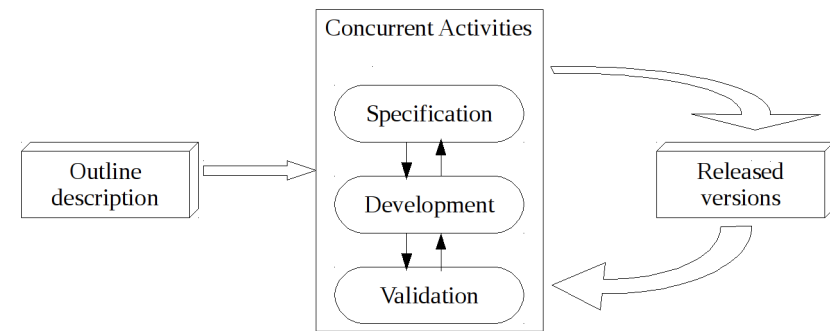 Concurrent Activities
Specification
Outline
description
Development
Released
versions
Validation